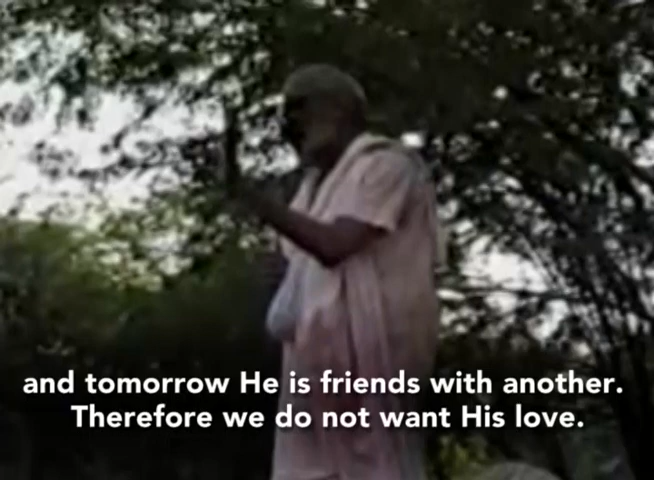 and tomorrow He is friends with another.
Therefore we do not want His love.